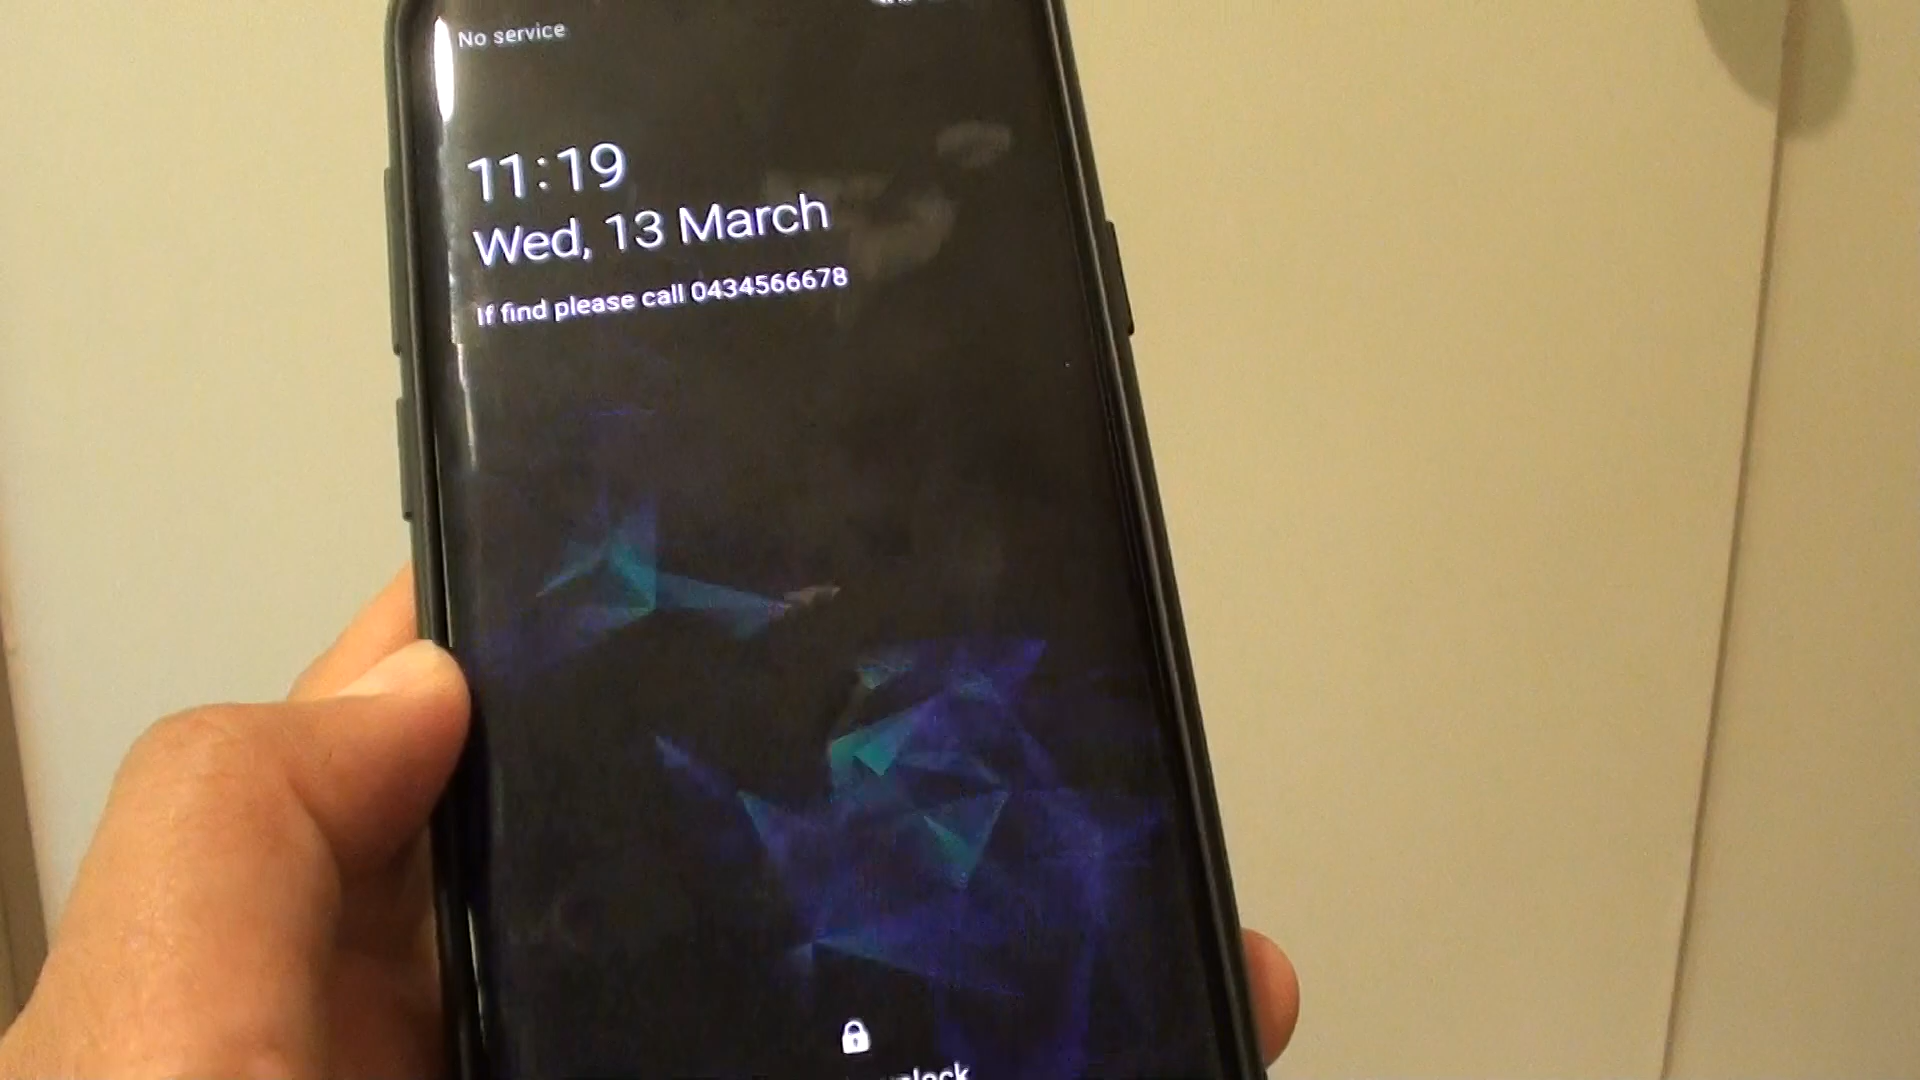 No service
11:19
Wed, 13 March
If find please call 0434566678